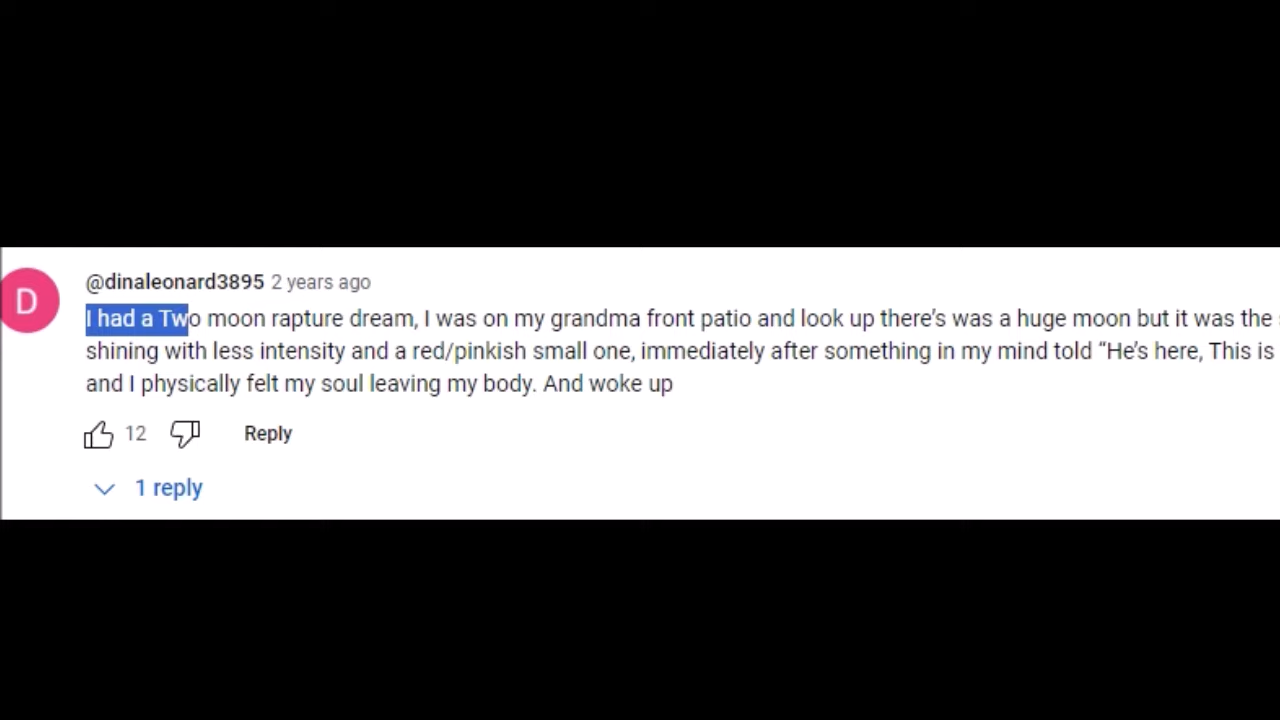 D
@dinaleonard3895 2 years ago
I had a Two moon rapture dream, I was on my grandma front patio and look up there’s was a huge moon but it was the
shining with less intensity and a red/pinkish small one, immediately after something in my mind told “He’s here, This is
and I physically felt my soul leaving my body. And woke up
12 Reply
1 reply